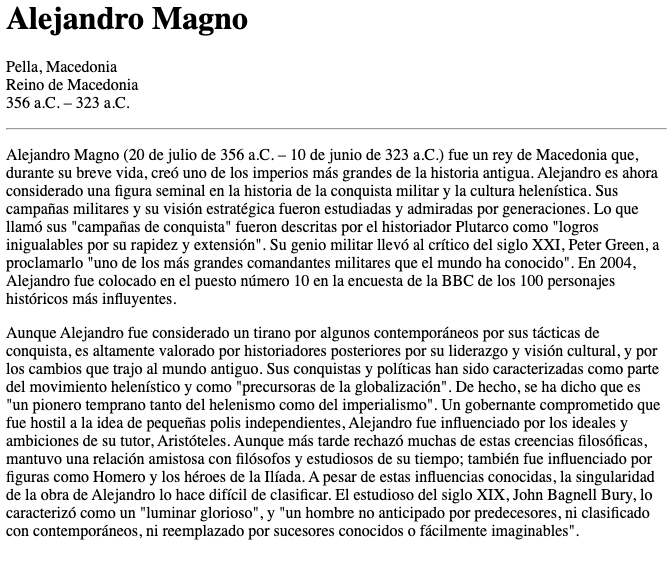 Alejandro Magno
Pella, Macedonia
Reino de Macedonia
356 a.C. – 323 a.C.
Alejandro Magno (20 de julio de 356 a.C. – 10 de junio de 323 a.C.) fue un rey de Macedonia que,
durante su breve vida, creó uno de los imperios más grandes de la historia antigua. Alejandro es ahora
considerado una figura seminal en la historia de la conquista militar y la cultura helenística. Sus
campañas militares y su visión estratégica fueron estudiadas y admiradas por generaciones. Lo que
llamó sus "campañas de conquista" fueron descritas por el historiador Plutarco como "logros
inigualables por su rapidez y extensión". Su genio militar llevó al crítico del siglo XXI, Peter Green, a
proclamarlo "uno de los más grandes comandantes militares que el mundo ha conocido". En 2004,
Alejandro fue colocado en el puesto número 10 en la encuesta de la BBC de los 100 personajes
históricos más influyentes.
Aunque Alejandro fue considerado un tirano por algunos contemporáneos por sus tácticas de
conquista, es altamente valorado por historiadores posteriores por su liderazgo y visión cultural, y por
los cambios que trajo al mundo antiguo. Sus conquistas y políticas han sido caracterizadas como parte
del movimiento helenístico y como "precursoras de la globalización". De hecho, se ha dicho que es
"un pionero temprano tanto del helenismo como del imperialismo". Un gobernante comprometido que
fue hostil a la idea de pequeñas polis independientes, Alejandro fue influenciado por los ideales y
ambiciones de su tutor, Aristóteles. Aunque más tarde rechazó muchas de estas creencias filosóficas,
mantuvo una relación amistosa con filósofos y estudiosos de su tiempo; también fue influenciado por
figuras como Homero y los héroes de la Ilíada. A pesar de estas influencias conocidas, la singularidad
de la obra de Alejandro lo hace difícil de clasificar. El estudioso del siglo XIX, John Bagnell Bury, lo
caracterizó como un "luminar glorioso", y "un hombre no anticipado por predecesores, ni clasificado
con contemporáneos, ni reemplazado por sucesores conocidos o fácilmente imaginables".